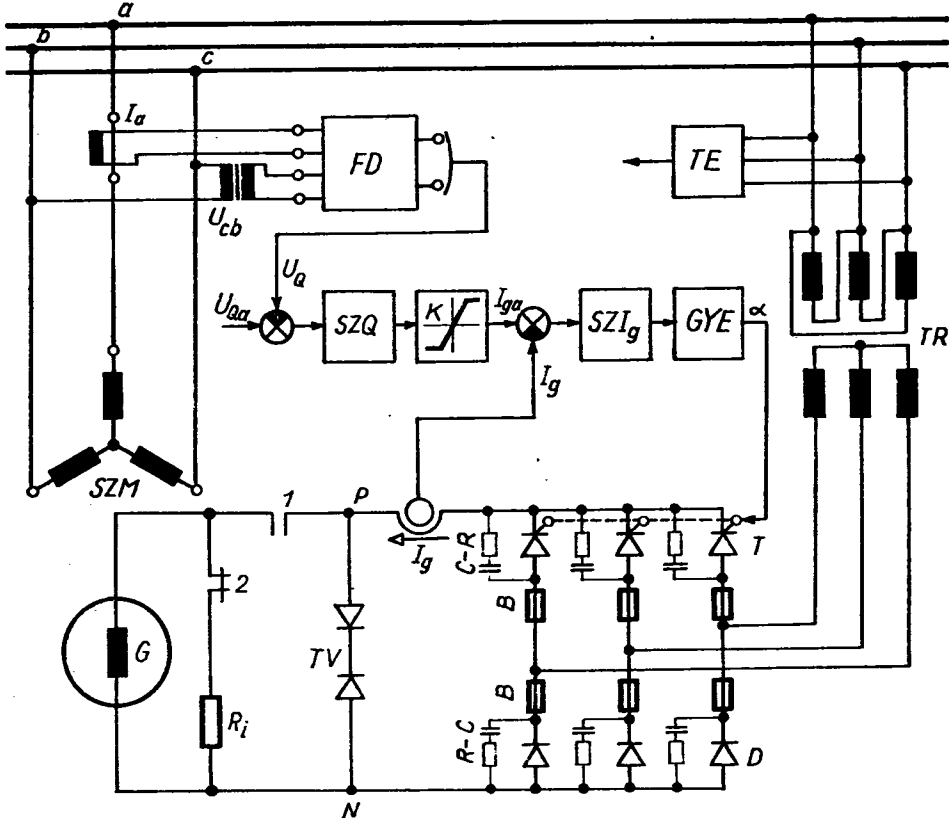 a
b
c
I_a
FD
TE
U_cb
U_Q
U_Qa
SZQ
K
I_ga
SZI_g
GYE
α
TR
I_g
SZM
1
P
I_g
C-R
T
2
B
G
TV
R_i
B
R-C
D
N